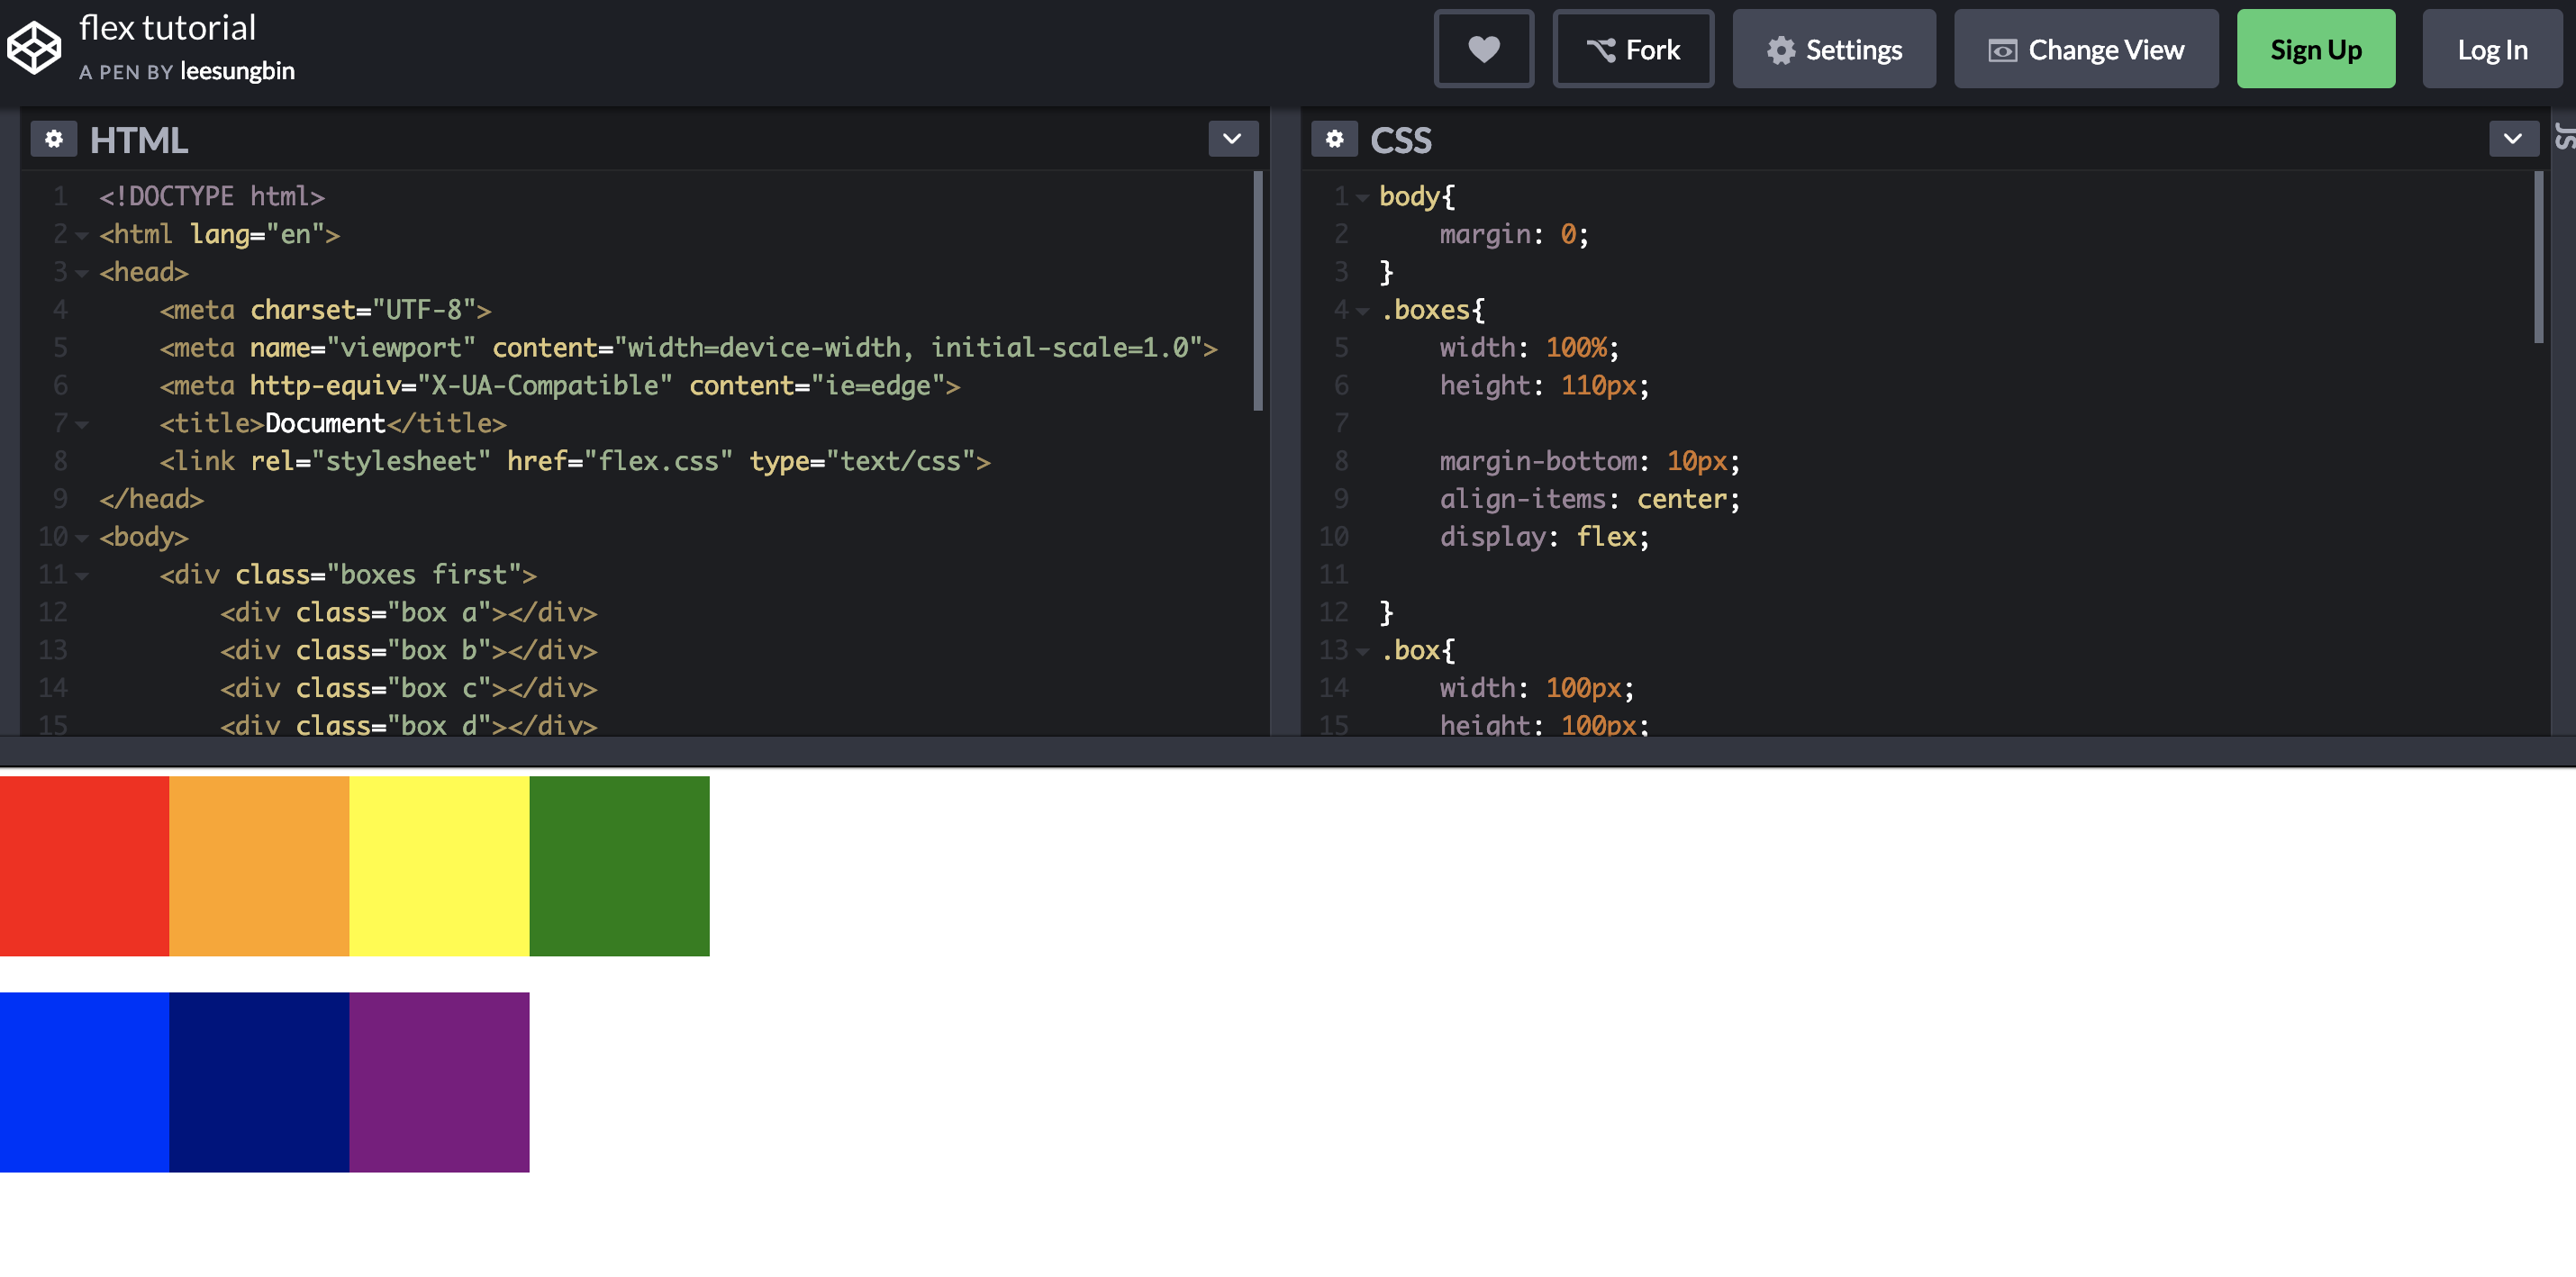 flex tutorial
A PEN BY leesungbin
Fork
Settings
Change View
Sign Up
Log In
HTML
1 <!DOCTYPE html>
2 <html lang="en">
3 <head>
4 <meta charset="UTF-8">
5 <meta name="viewport" content="width=device-width, initial-scale=1.0">
6 <meta http-equiv="X-UA-Compatible" content="ie=edge">
7 <title>Document</title>
8 <link rel="stylesheet" href="flex.css" type="text/css">
9 </head>
10 <body>
11 <div class="boxes first">
12 <div class="box a"></div>
13 <div class="box b"></div>
14 <div class="box c"></div>
15 <div class="box d"></div>
CSS
1 body{
2 margin: 0;
3 }
4 .boxes{
5 width: 100%;
6 height: 110px;
7
8 margin-bottom: 10px;
9 align-items: center;
10 display: flex;
11
12 }
13 .box{
14 width: 100px;
15 height: 100px;
JS